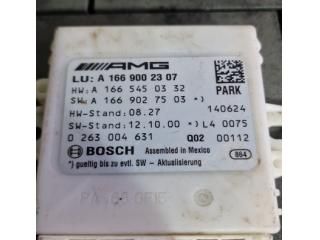 AMG
LU: A 166 900 23 07
HW: A 166 545 03 32 PARK
SW: A 166 902 75 03 *)
HW-Stand: 08.27 140624
SW-Stand: 12.10.00 *) L4 0075
0 263 004 631 Q02 00112
BOSCH Assembled in Mexico
*) gueltig bis zu evtl. SW - Aktualisierung 864